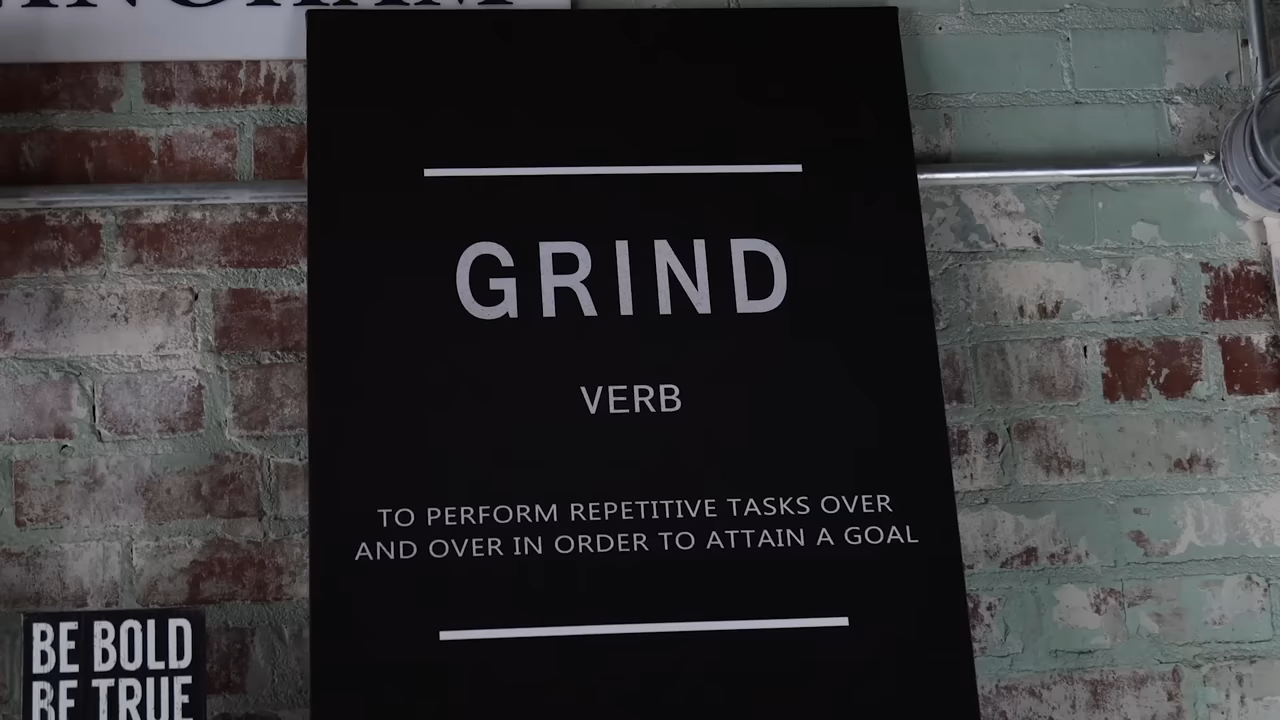 GRIND
VERB
TO PERFORM REPETITIVE TASKS OVER
AND OVER IN ORDER TO ATTAIN A GOAL
BE BOLD
BE TRUE